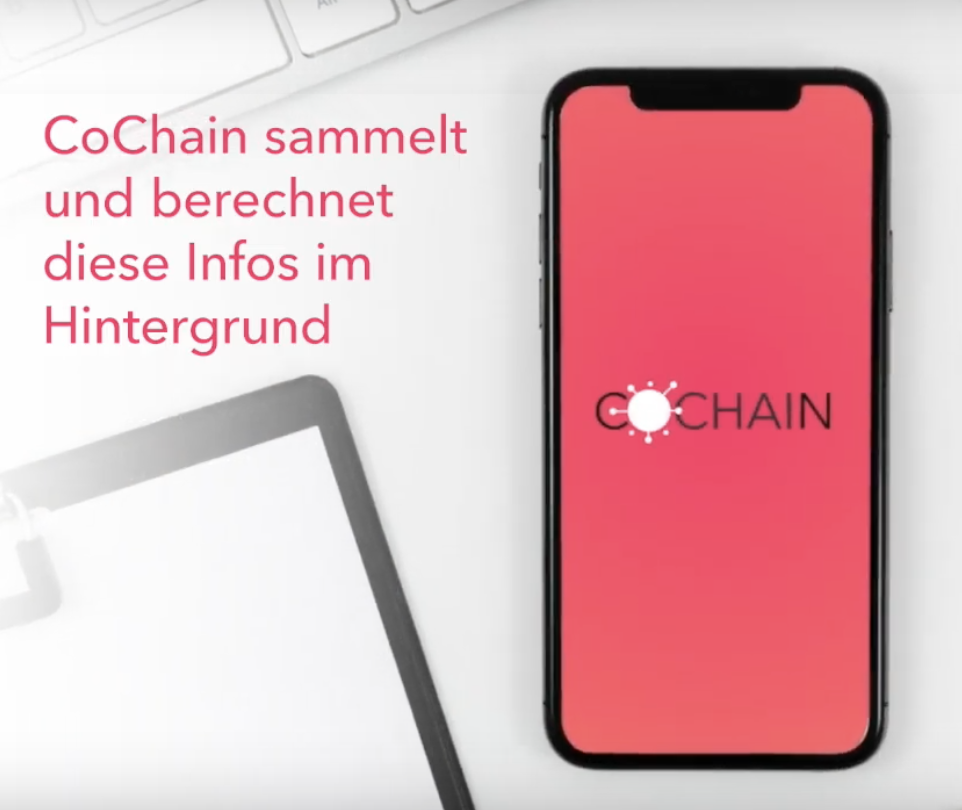 CoChain sammelt
und berechnet
diese Infos im
Hintergrund
COCHAIN